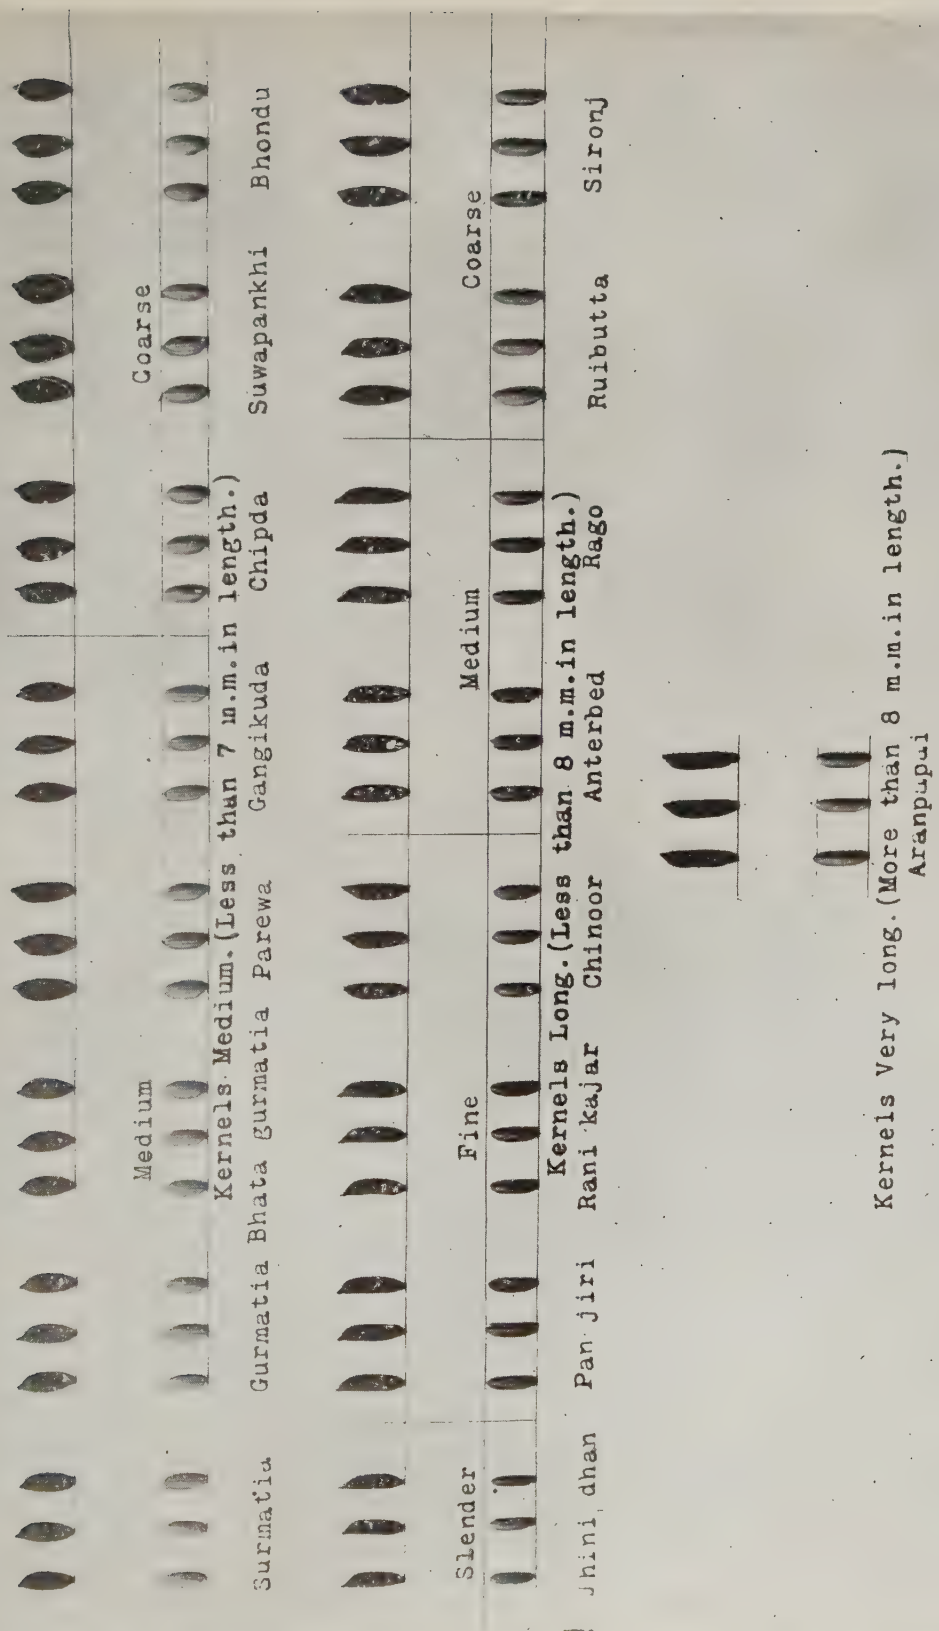 Medium Coarse
Kernels Medium.(Less than 7 m.m.in length.)
Surmatia Gurmatia Bhata gurmatia Parewa Gangikuda Chipda Suwapankhi Bhondu
Slender Fine Medium Coarse
Kernels Long.(Less than 8 m.m.in length.)
Jhini dhan Pan jiri Rani kajar Chinoor Anterbed Rago Ruibutta Sironj
Kernels Very long.(More than 8 m.m.in length.)
Aranpupui